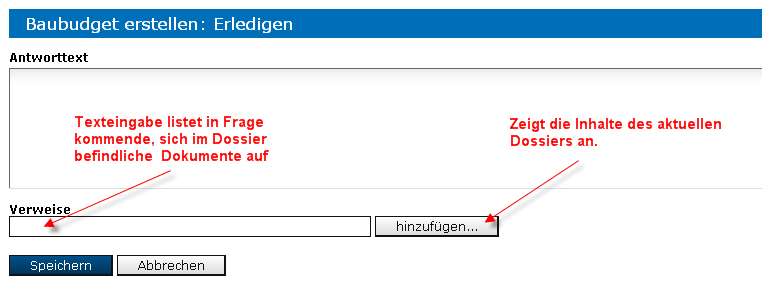 Baubudget erstellen: Erledigen
Antworttext
Texteingabe listet in Frage
kommende, sich im Dossier
befindliche Dokumente auf
Zeigt die Inhalte des aktuellen
Dossiers an.
Verweise
hinzufügen...
Speichern
Abbrechen